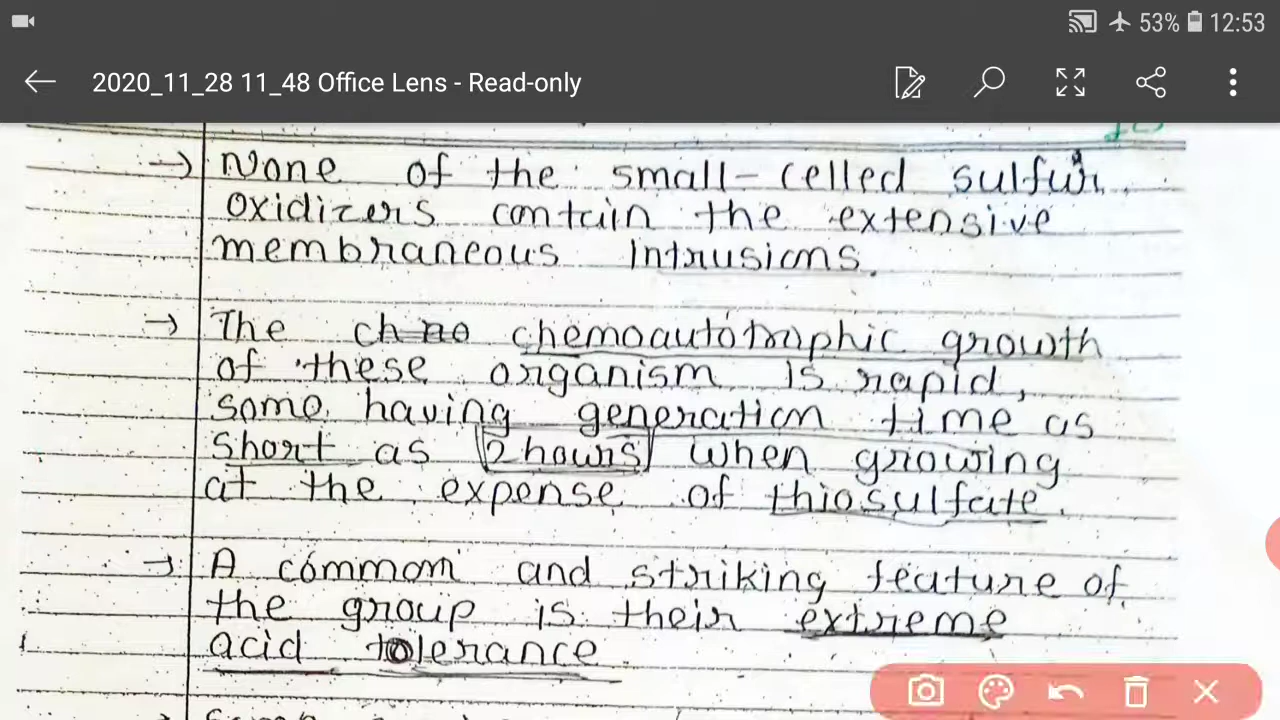 53% 12:53
2020_11_28 11_48 Office Lens - Read-only
→ None of the small-celled sulfur
oxidizers contain the extensive
membraneous intrusions.
→ The ch no chemoautotrophic growth
of these organism is rapid,
some having generation time as
short as 2 hours when growing
at the expense of thiosulfate.
→ A common and striking feature of
the group is their extreme
acid tolerance.